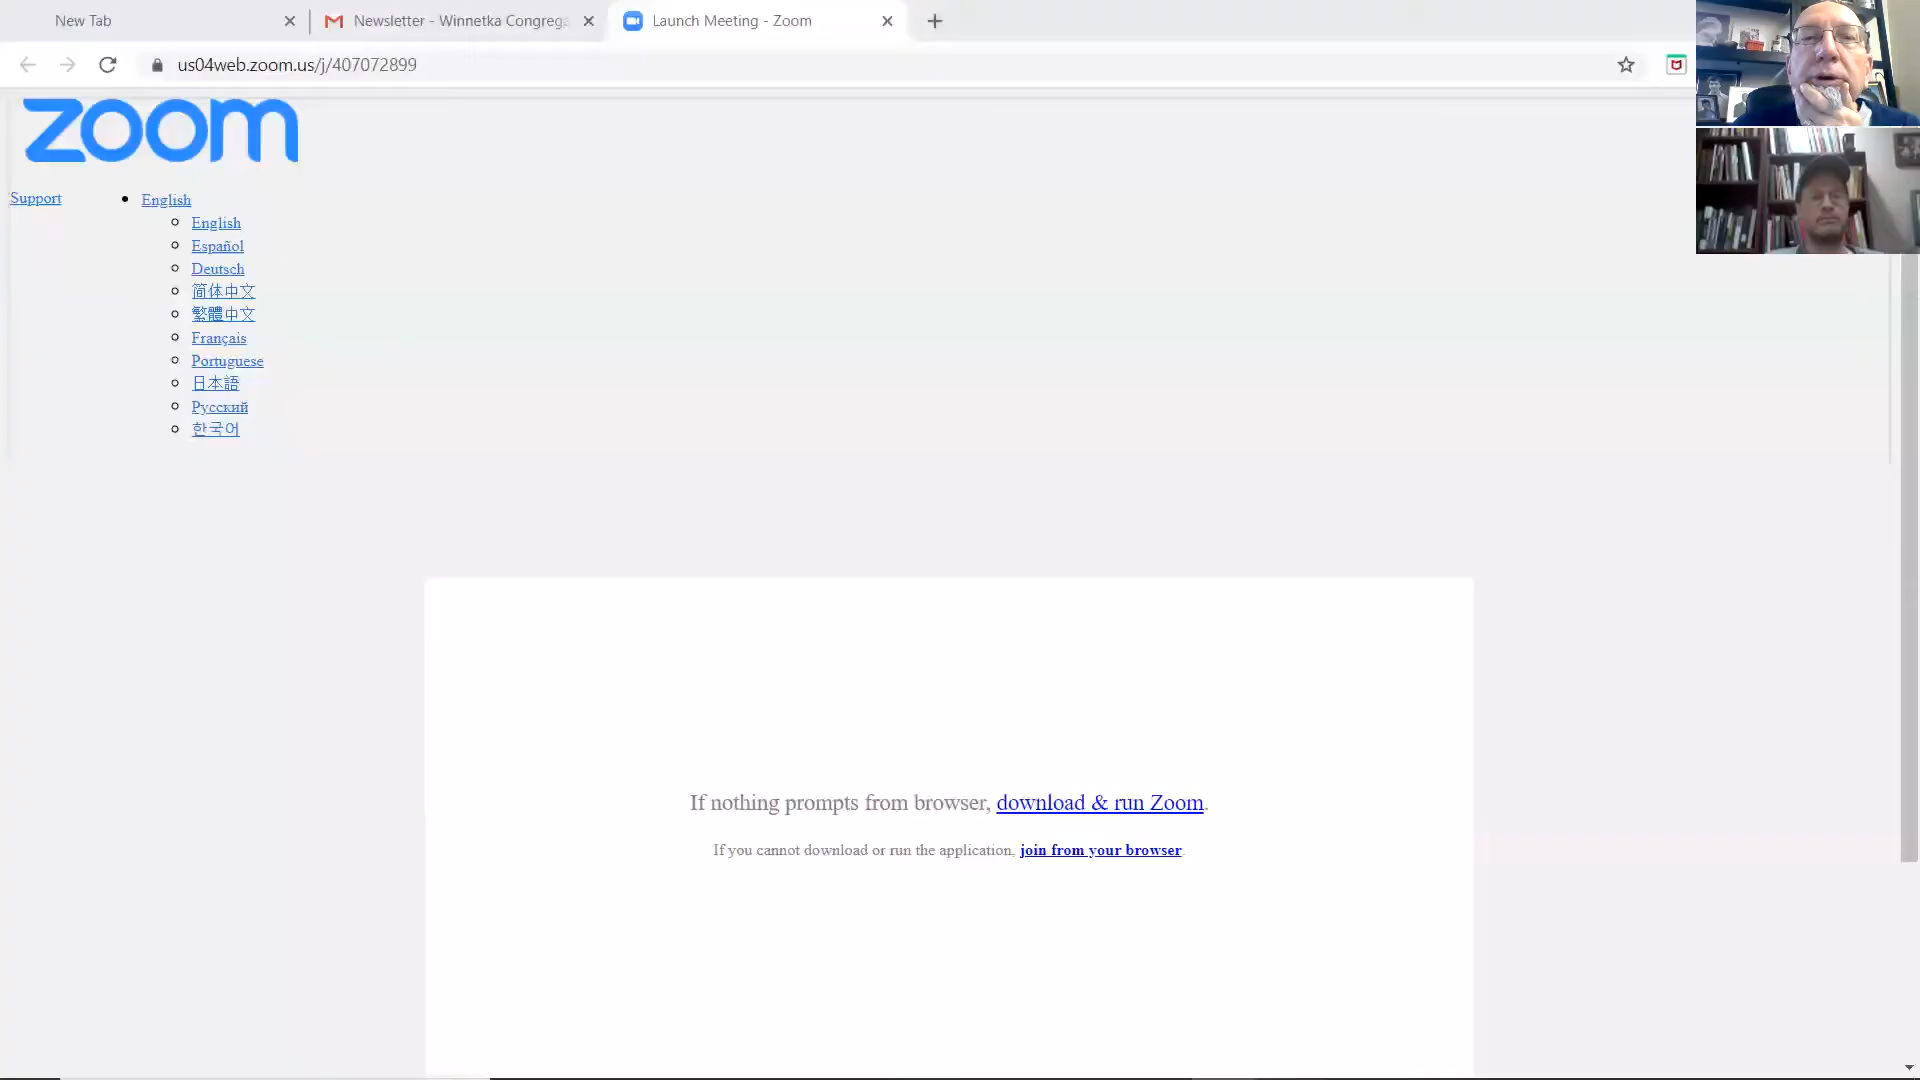 New Tab
Newsletter - Winnetka Congrega
Launch Meeting - Zoom
us04web.zoom.us/j/407072899
zoom
Support
English
English
Español
Deutsch
简体中文
繁體中文
Français
Portuguese
日本語
Русский
한국어
If nothing prompts from browser, download & run Zoom.
If you cannot download or run the application, join from your browser.